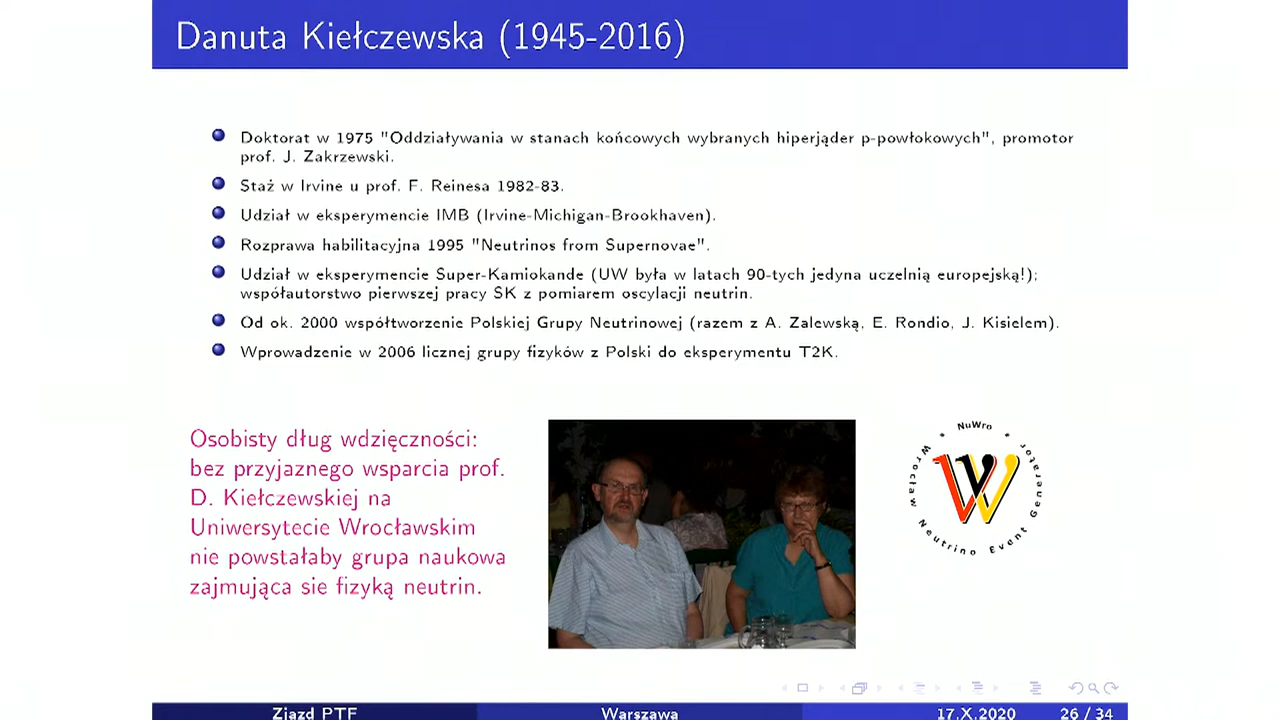 Danuta Kiełczewska (1945-2016)
Doktorat w 1975 "Oddziaływania w stanach końcowych wybranych hiperjąder p-powłokowych", promotor
prof. J. Zakrzewski.
Staż w Irvine u prof. F. Reinesa 1982-83.
Udział w eksperymencie IMB (Irvine-Michigan-Brookhaven).
Rozprawa habilitacyjna 1995 "Neutrinos from Supernovae".
Udział w eksperymencie Super-Kamiokande (UW była w latach 90-tych jedyna uczelnią europejską!);
współautorstwo pierwszej pracy SK z pomiarem oscylacji neutrin.
Od ok. 2000 współtworzenie Polskiej Grupy Neutrinowej (razem z A. Zalewską, E. Rondio, J. Kisielem).
Wprowadzenie w 2006 licznej grupy fizyków z Polski do eksperymentu T2K.
Osobisty dług wdzięczności:
bez przyjaznego wsparcia prof.
D. Kiełczewskiej na
Uniwersytecie Wrocławskim
nie powstałaby grupa naukowa
zajmująca sie fizyką neutrin.
* NuWro *
Wrocław Neutrino Event Generator
Zjazd PTF Warszawa 17.X.2020 26 / 34